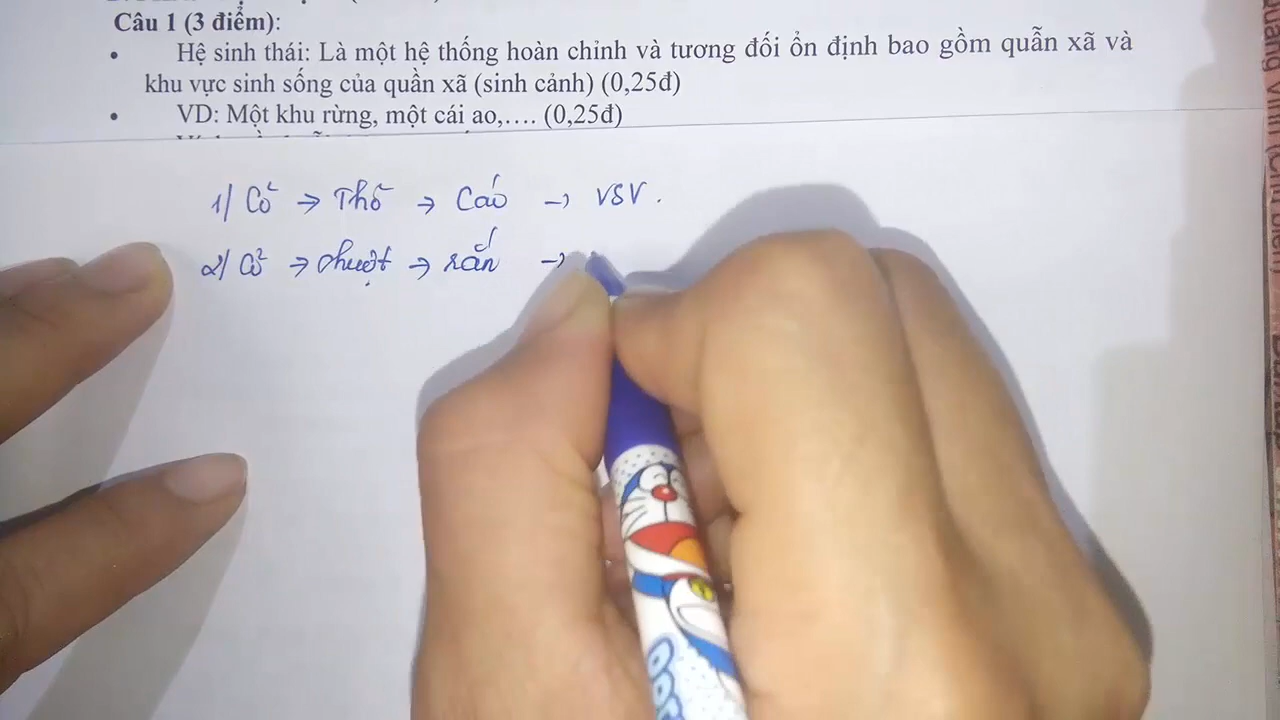 Câu 1 (3 điểm):
• Hệ sinh thái: Là một hệ thống hoàn chỉnh và tương đối ổn định bao gồm quẫn xã và
khu vực sinh sống của quần xã (sinh cảnh) (0,25đ)
• VD: Một khu rừng, một cái ao,…. (0,25đ)
1/ Cỏ → Thỏ → Cáo → VSV.
2/ Cỏ → chuột → rắn →